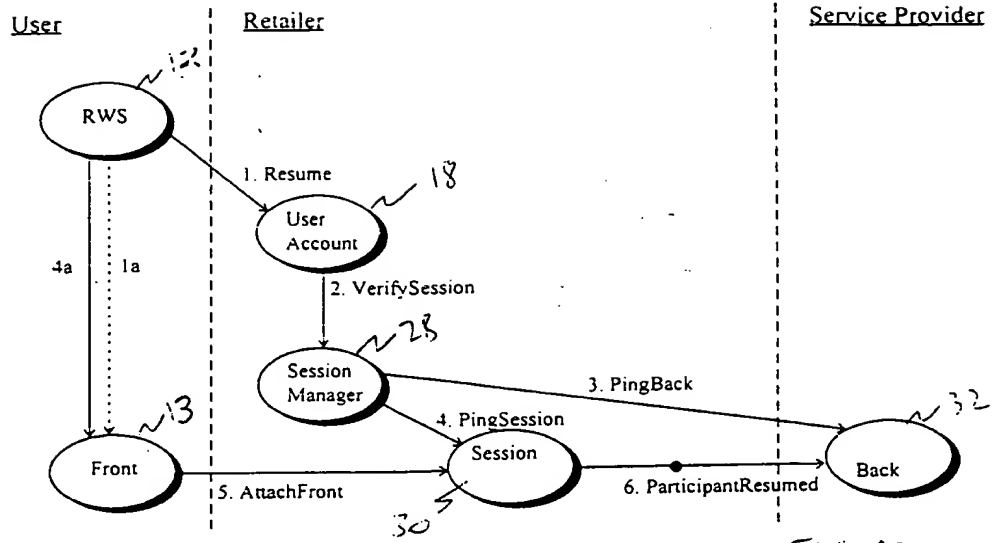 User
Retailer
Service Provider
12
RWS
1. Resume
18
User
Account
4a
1a
2. VerifySession
28
Session
Manager
3. PingBack
13
4. PingSession
32
Front
Session
Back
5. AttachFront
6. ParticipantResumed
30